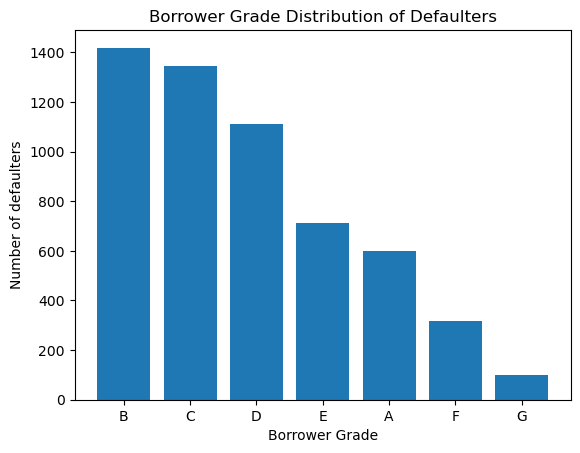 Borrower Grade Distribution of Defaulters
Number of defaulters
1400
1200
1000
800
600
400
200
0
B C D E A F G
Borrower Grade